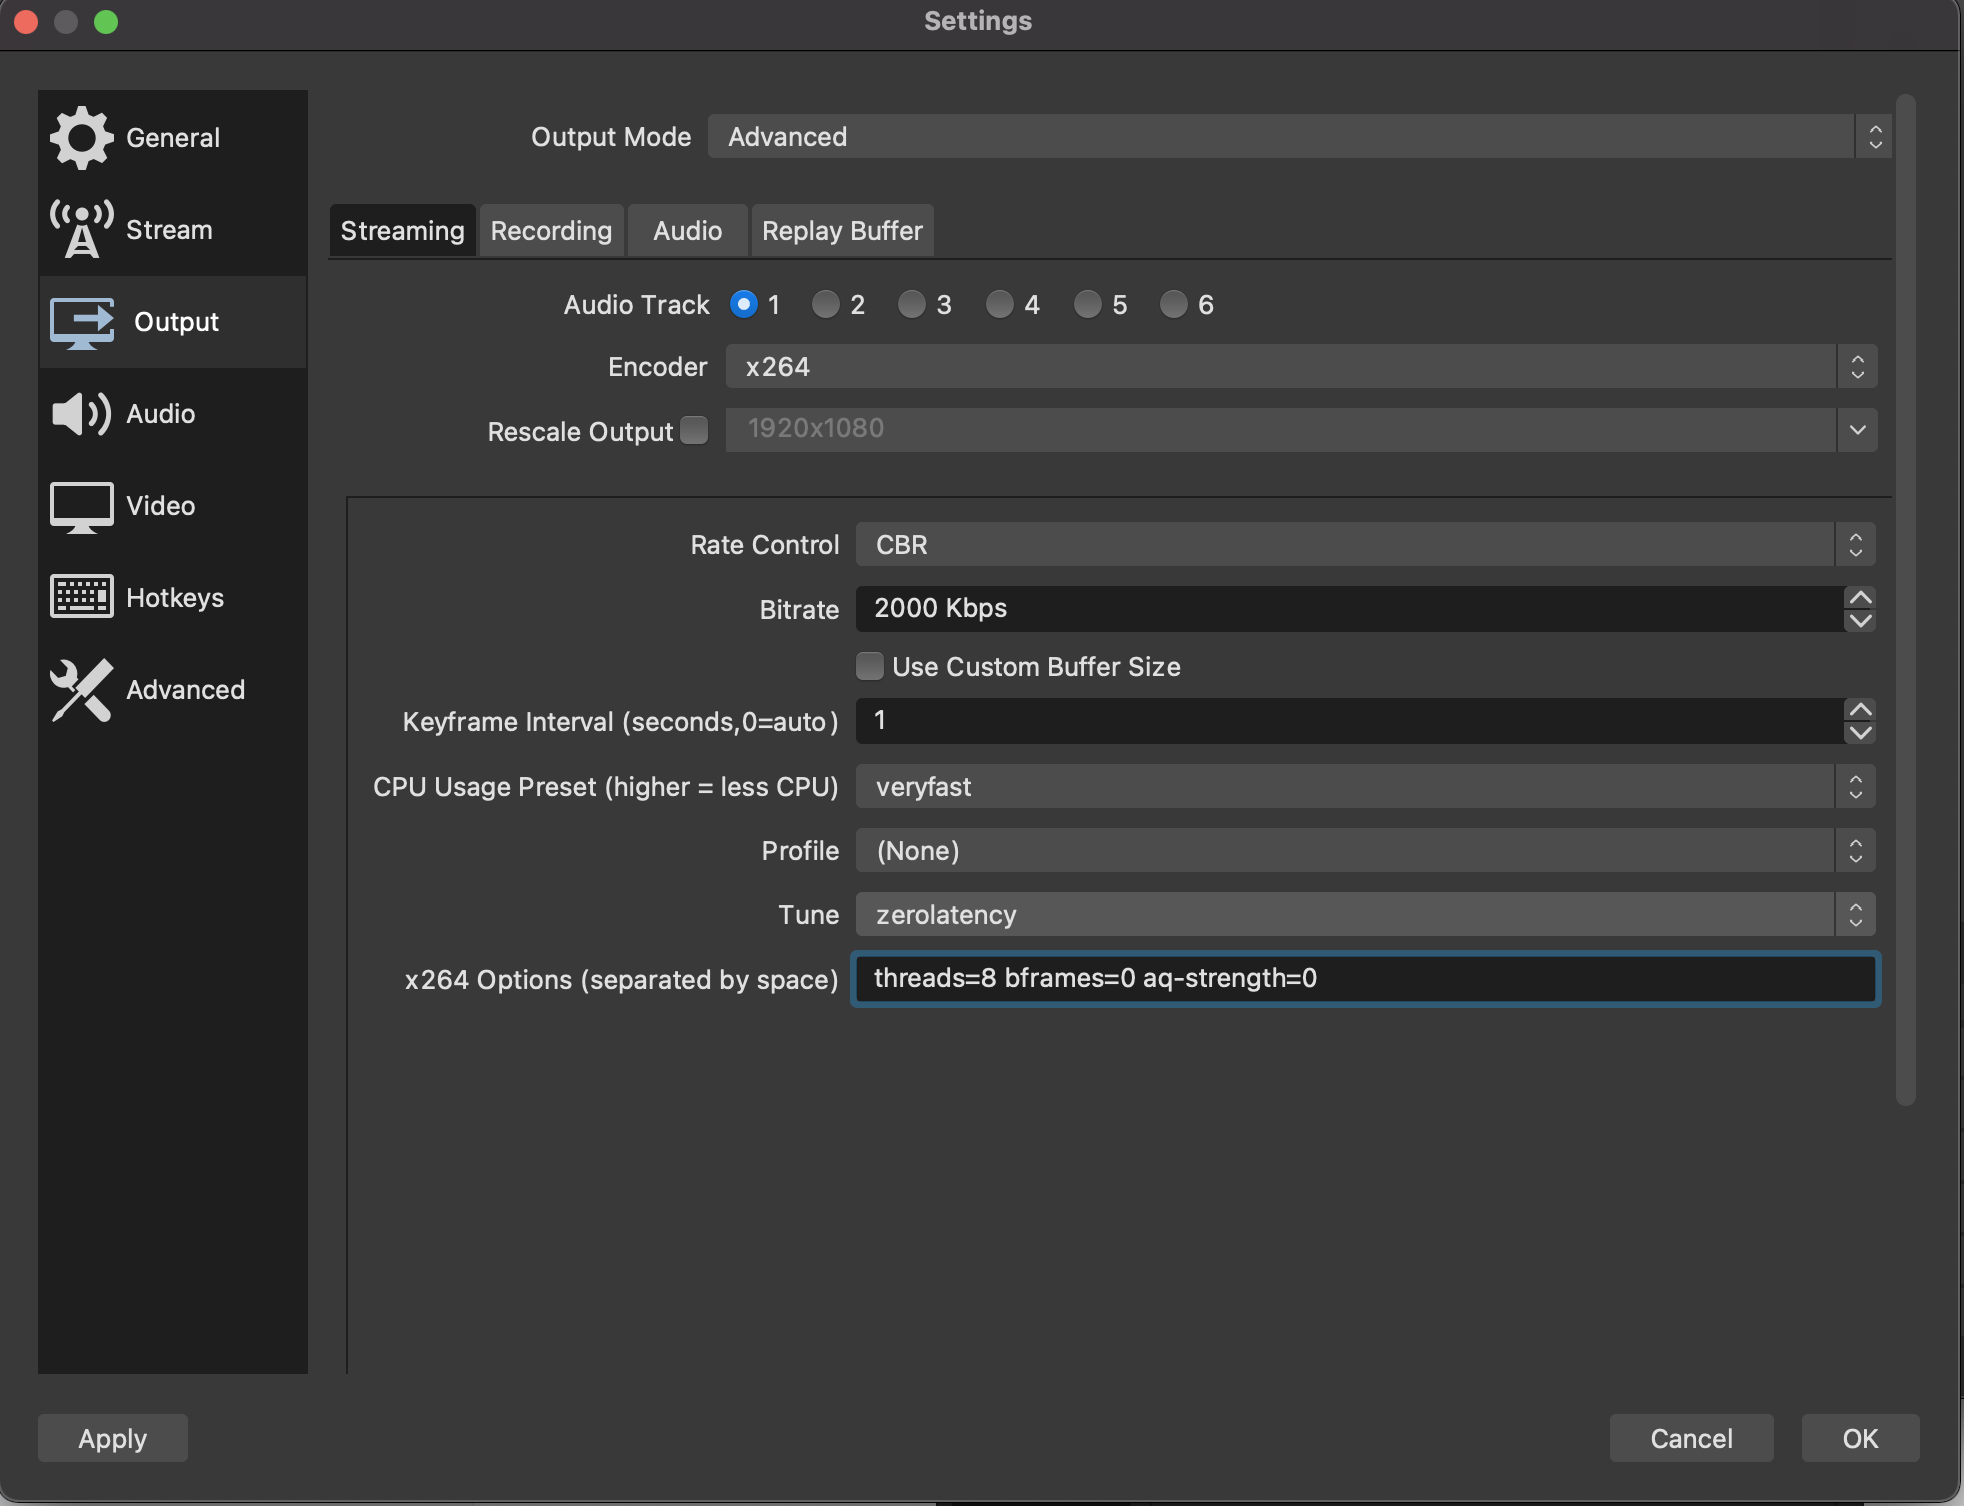 Settings
General
Stream
Output
Audio
Video
Hotkeys
Advanced
Output Mode Advanced
Streaming Recording Audio Replay Buffer
Audio Track 1 2 3 4 5 6
Encoder x264
Rescale Output 1920x1080
Rate Control CBR
Bitrate 2000 Kbps
Use Custom Buffer Size
Keyframe Interval (seconds,0=auto) 1
CPU Usage Preset (higher = less CPU) veryfast
Profile (None)
Tune zerolatency
x264 Options (separated by space) threads=8 bframes=0 aq-strength=0
Apply Cancel OK